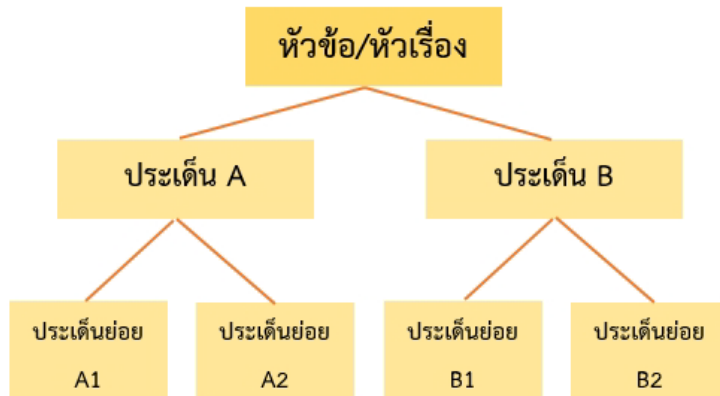 หัวข้อ/หัวเรื่อง
ประเด็น A
ประเด็น B
ประเด็นย่อย
A1
ประเด็นย่อย
A2
ประเด็นย่อย
B1
ประเด็นย่อย
B2